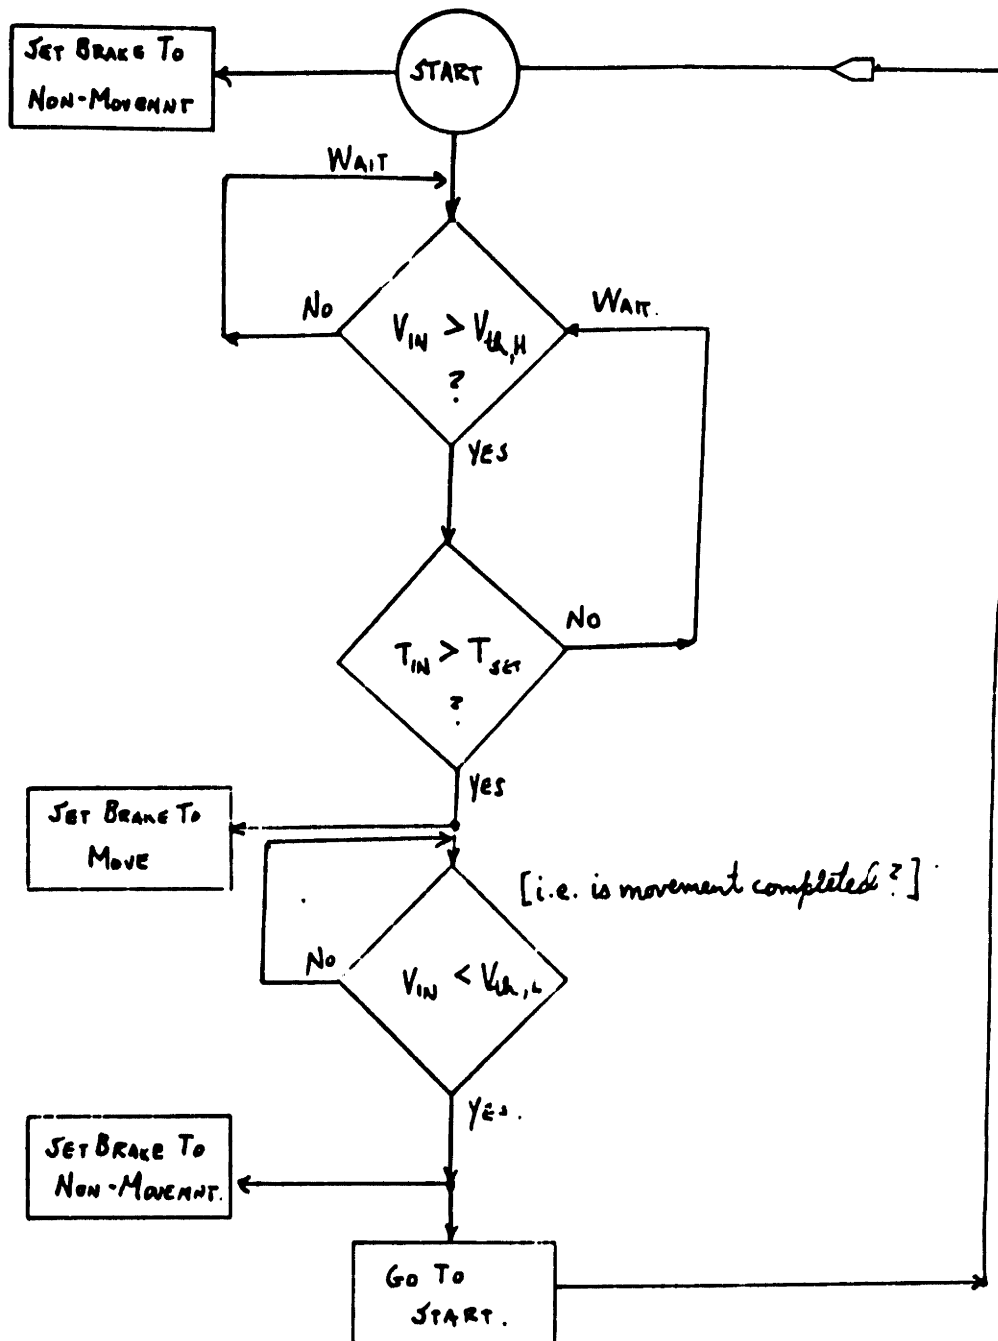 SET BRAKE TO
NON-MOVEMNT
START
WAIT
NO
V_IN > V_th,H
?
WAIT.
YES
T_IN > T_SET
?
NO
YES
SET BRAKE TO
MOVE
[i.e. is movement completed ?]
NO
V_IN < V_th,L
YES.
SET BRAKE TO
NON-MOVEMNT.
GO TO
START.